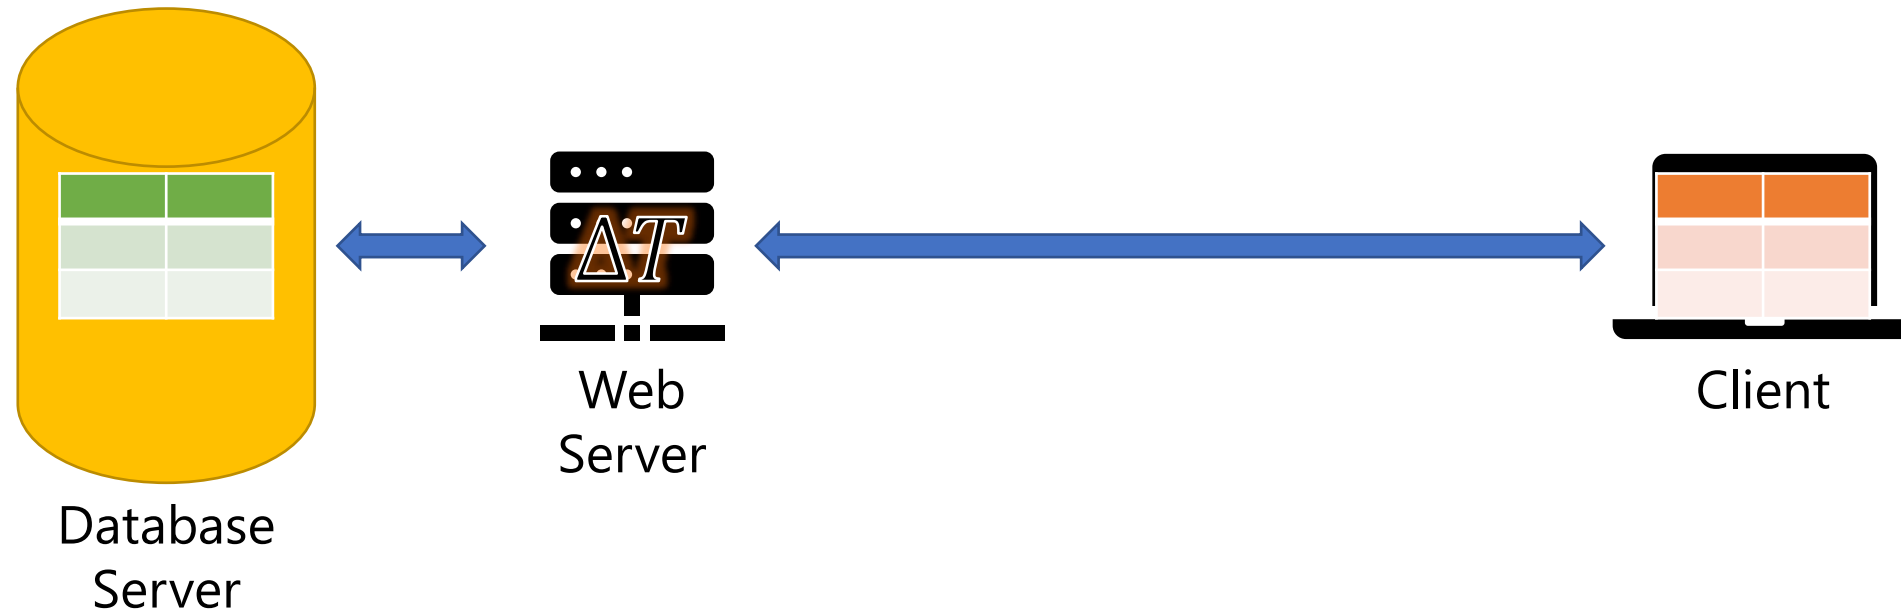 ΔT
Web
Server
Client
Database
Server